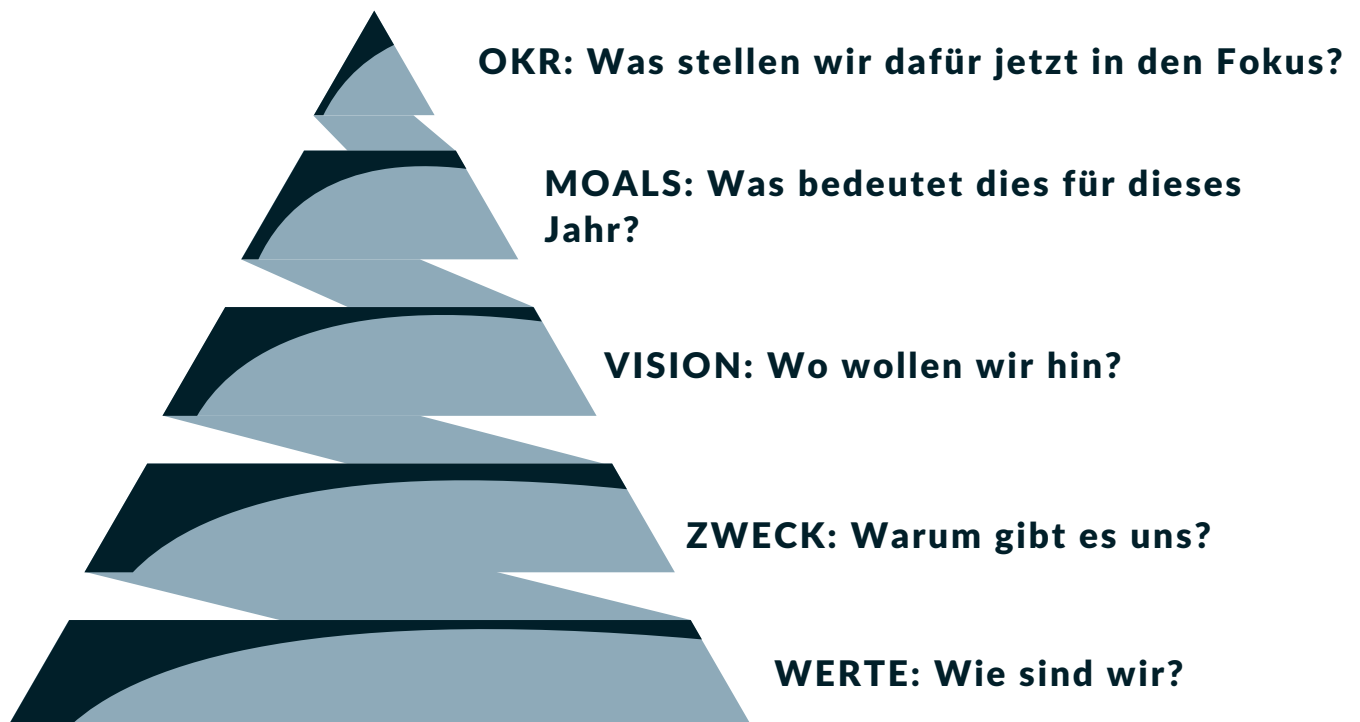 OKR: Was stellen wir dafür jetzt in den Fokus?
MOALS: Was bedeutet dies für dieses
Jahr?
VISION: Wo wollen wir hin?
ZWECK: Warum gibt es uns?
WERTE: Wie sind wir?